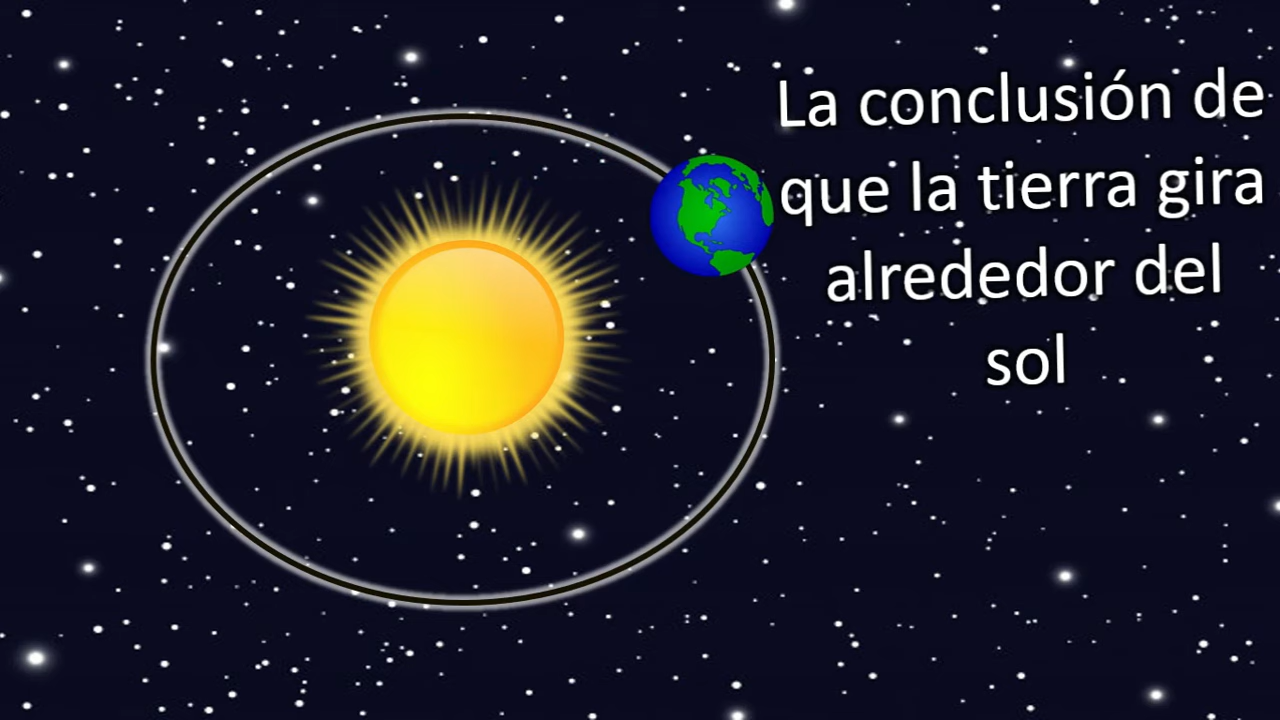 La conclusión de
que la tierra gira
alrededor del
sol